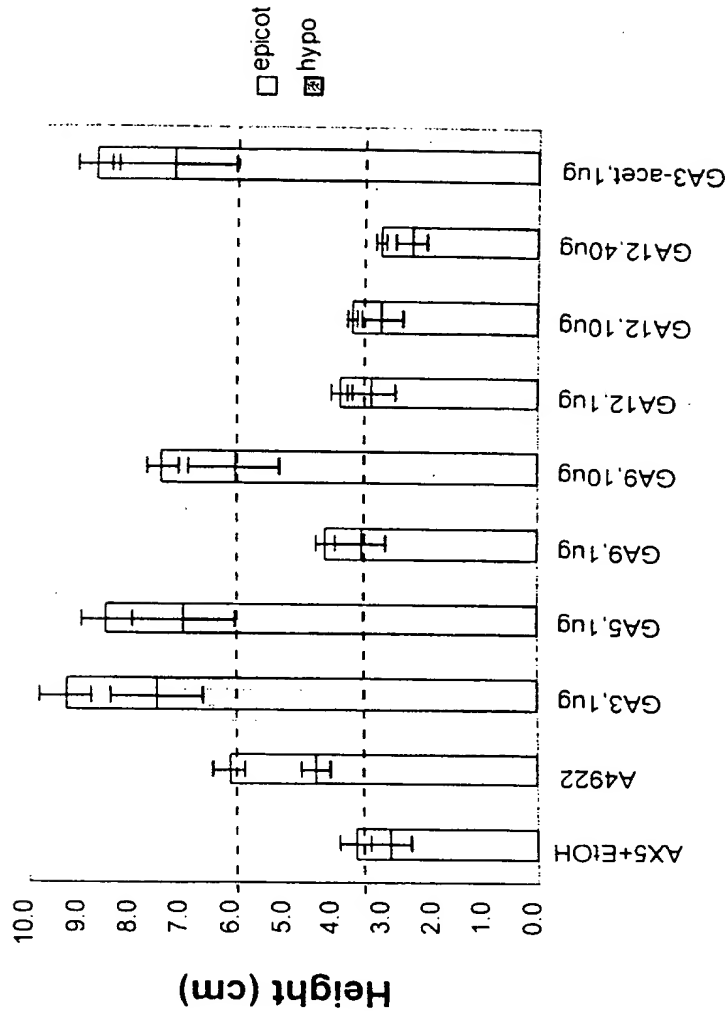 Height (cm)
10.0
9.0
8.0
7.0
6.0
5.0
4.0
3.0
2.0
1.0
0.0
AX5+EtOH
A4922
GA3,1ug
GA5.1ug
GA9.1ug
GA9.10ug
GA12.1ug
GA12.10ug
GA12.40ug
GA3-acet,1ug
epicot
hypo